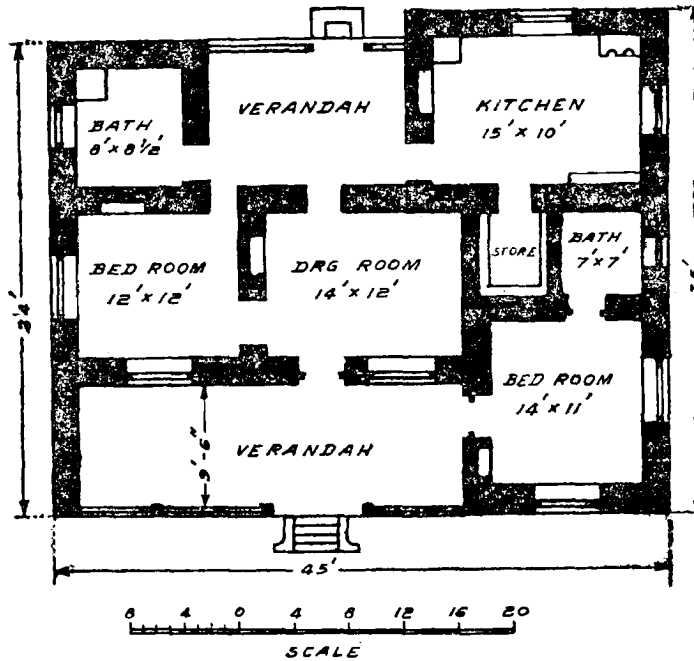 VERANDAH
BATH
8' x 8½'
KITCHEN
15' x 10'
BED ROOM
12' x 12'
DRG ROOM
14' x 12'
STORE
BATH
7' x 7'
34'
BED ROOM
14' x 11'
9'-6"
VERANDAH
45'
8 4 0 4 8 12 16 20
SCALE